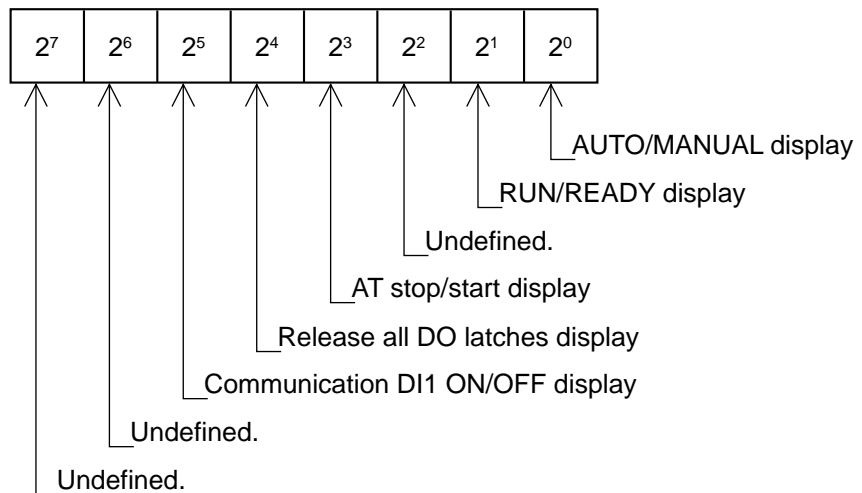 2⁷ 2⁶ 2⁵ 2⁴ 2³ 2² 2¹ 2⁰
AUTO/MANUAL display
RUN/READY display
Undefined.
AT stop/start display
Release all DO latches display
Communication DI1 ON/OFF display
Undefined.
Undefined.